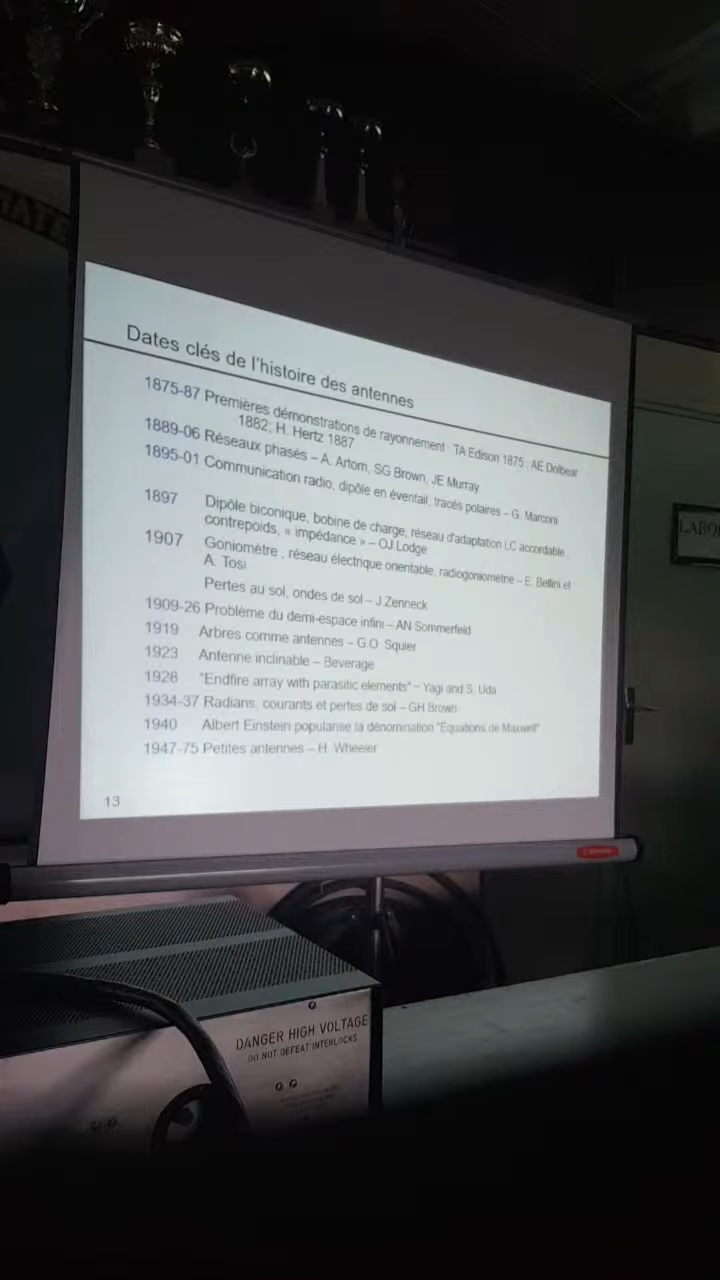 Dates clés de l'histoire des antennes
1875-87 Premières démonstrations de rayonnement TA Edison 1875 , AE Dolbear
1882, H. Hertz 1887
1889-06 Réseaux phasés – A. Artom, SG Brown, JE Murray
1895-01 Communication radio, dipôle en éventail, tracés polaires – G. Marconi
1897 Dipôle biconique, bobine de charge, réseau d'adaptation LC accordable ,
contrepoids, « impédance » – OJ Lodge
1907 Goniomètre , réseau électrique orientable, radiogoniometrie – E. Bellini et
A. Tosi
Pertes au sol, ondes de sol – J.Zenneck
1909-26 Problème du demi-espace infini – AN Sommerfeld
1919 Arbres comme antennes – G.O. Squier
1923 Antenne inclinable – Beverage
1928 "Endfire array with parasitic elements" – Yagi and S. Uda
1934-37 Radians, courants et pertes de sol – GH Brown
1940 Albert Einstein popularise la dénomination "Equations de Maxwell"
1947-75 Petites antennes – H. Wheeler
13
DANGER HIGH VOLTAGE
DO NOT DEFEAT INTERLOCKS